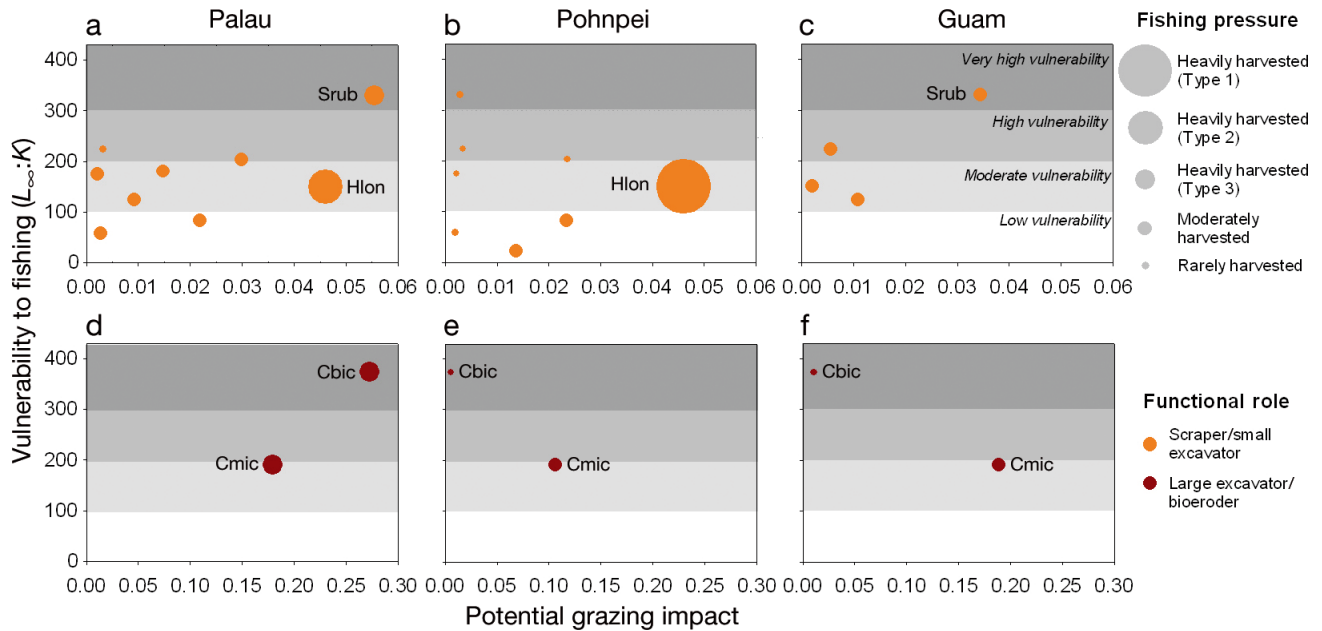 Palau
Pohnpei
Guam
Fishing pressure
a
b
c
400
300
200
100
0
Srub
Hlon
0.00 0.01 0.02 0.03 0.04 0.05 0.06
Hlon
0.00 0.01 0.02 0.03 0.04 0.05 0.06
Very high vulnerability
Srub
High vulnerability
Moderate vulnerability
Low vulnerability
0.00 0.01 0.02 0.03 0.04 0.05 0.06
Heavily harvested
(Type 1)
Heavily harvested
(Type 2)
Heavily harvested
(Type 3)
Moderately
harvested
Rarely harvested
Vulnerability to fishing (L∞:K)
d
e
f
400
300
200
100
0
Cbic
Cmic
0.00 0.05 0.10 0.15 0.20 0.25 0.30
Cbic
Cmic
0.00 0.05 0.10 0.15 0.20 0.25 0.30
Cbic
Cmic
0.00 0.05 0.10 0.15 0.20 0.25 0.30
Functional role
Scraper/small
excavator
Large excavator/
bioeroder
Potential grazing impact